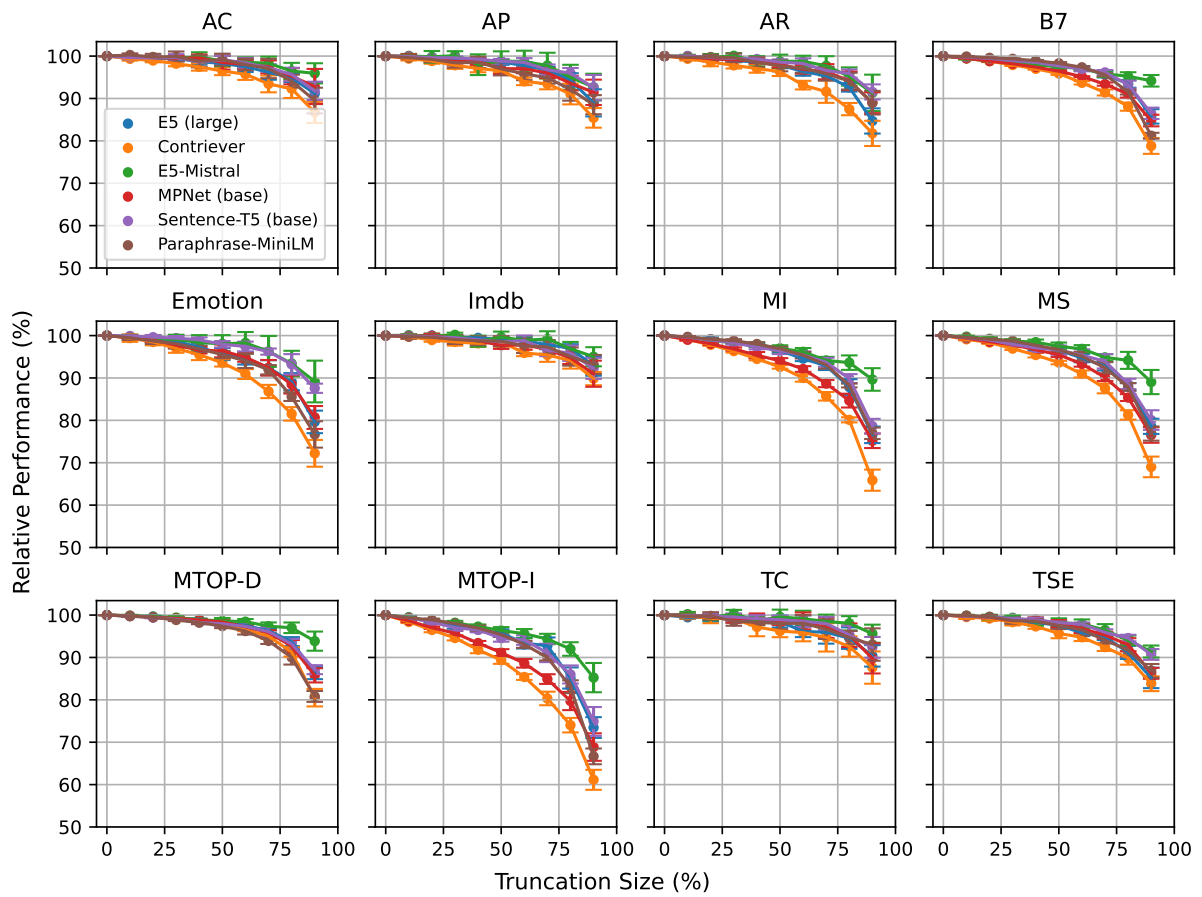 AC
AP
AR
B7
100
90
80
70
60
50
E5 (large)
Contriever
E5-Mistral
MPNet (base)
Sentence-T5 (base)
Paraphrase-MiniLM
Relative Performance (%)
Emotion
Imdb
MI
MS
100
90
80
70
60
50
MTOP-D
MTOP-I
TC
TSE
100
90
80
70
60
50
0 25 50 75 100
0 25 50 75 100
0 25 50 75 100
0 25 50 75 100
Truncation Size (%)